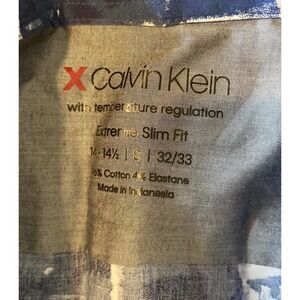 X Calvin Klein
with temperature regulation
Extreme Slim Fit
14-14½ | S | 32/33
Cotton 4% Elastane
Made in Indonesia